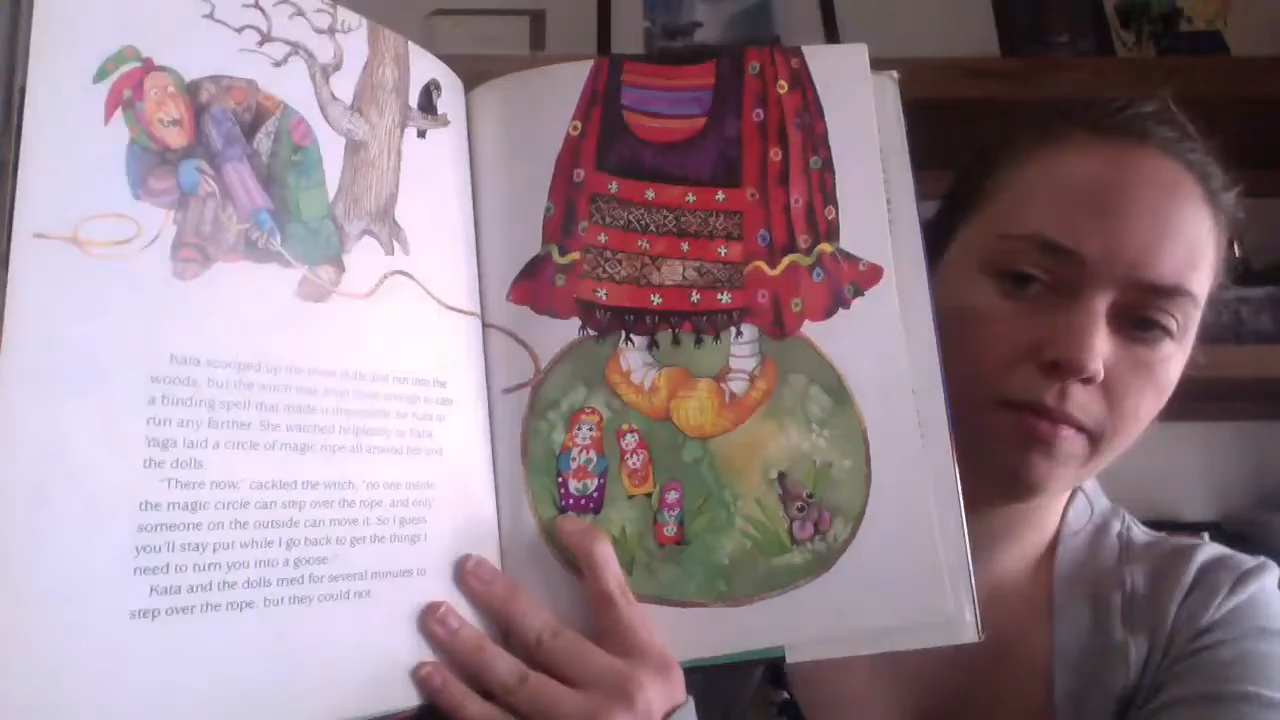 Kata scooped up the three dolls and run into the
woods, but the witch was
a binding spell that made it impossible for Kata to
run any farther. She watched helplessly as Baba
Yaga laid a circle of magic rope all around her and
the dolls.
"There now," cackled the witch, "no one inside
the magic circle can step over the rope, and only
someone on the outside can move it. So I guess
you'll stay put while I go back to get the things I
need to turn you into a goose."
Kata and the dolls tried for several minutes to
step over the rope, but they could not.